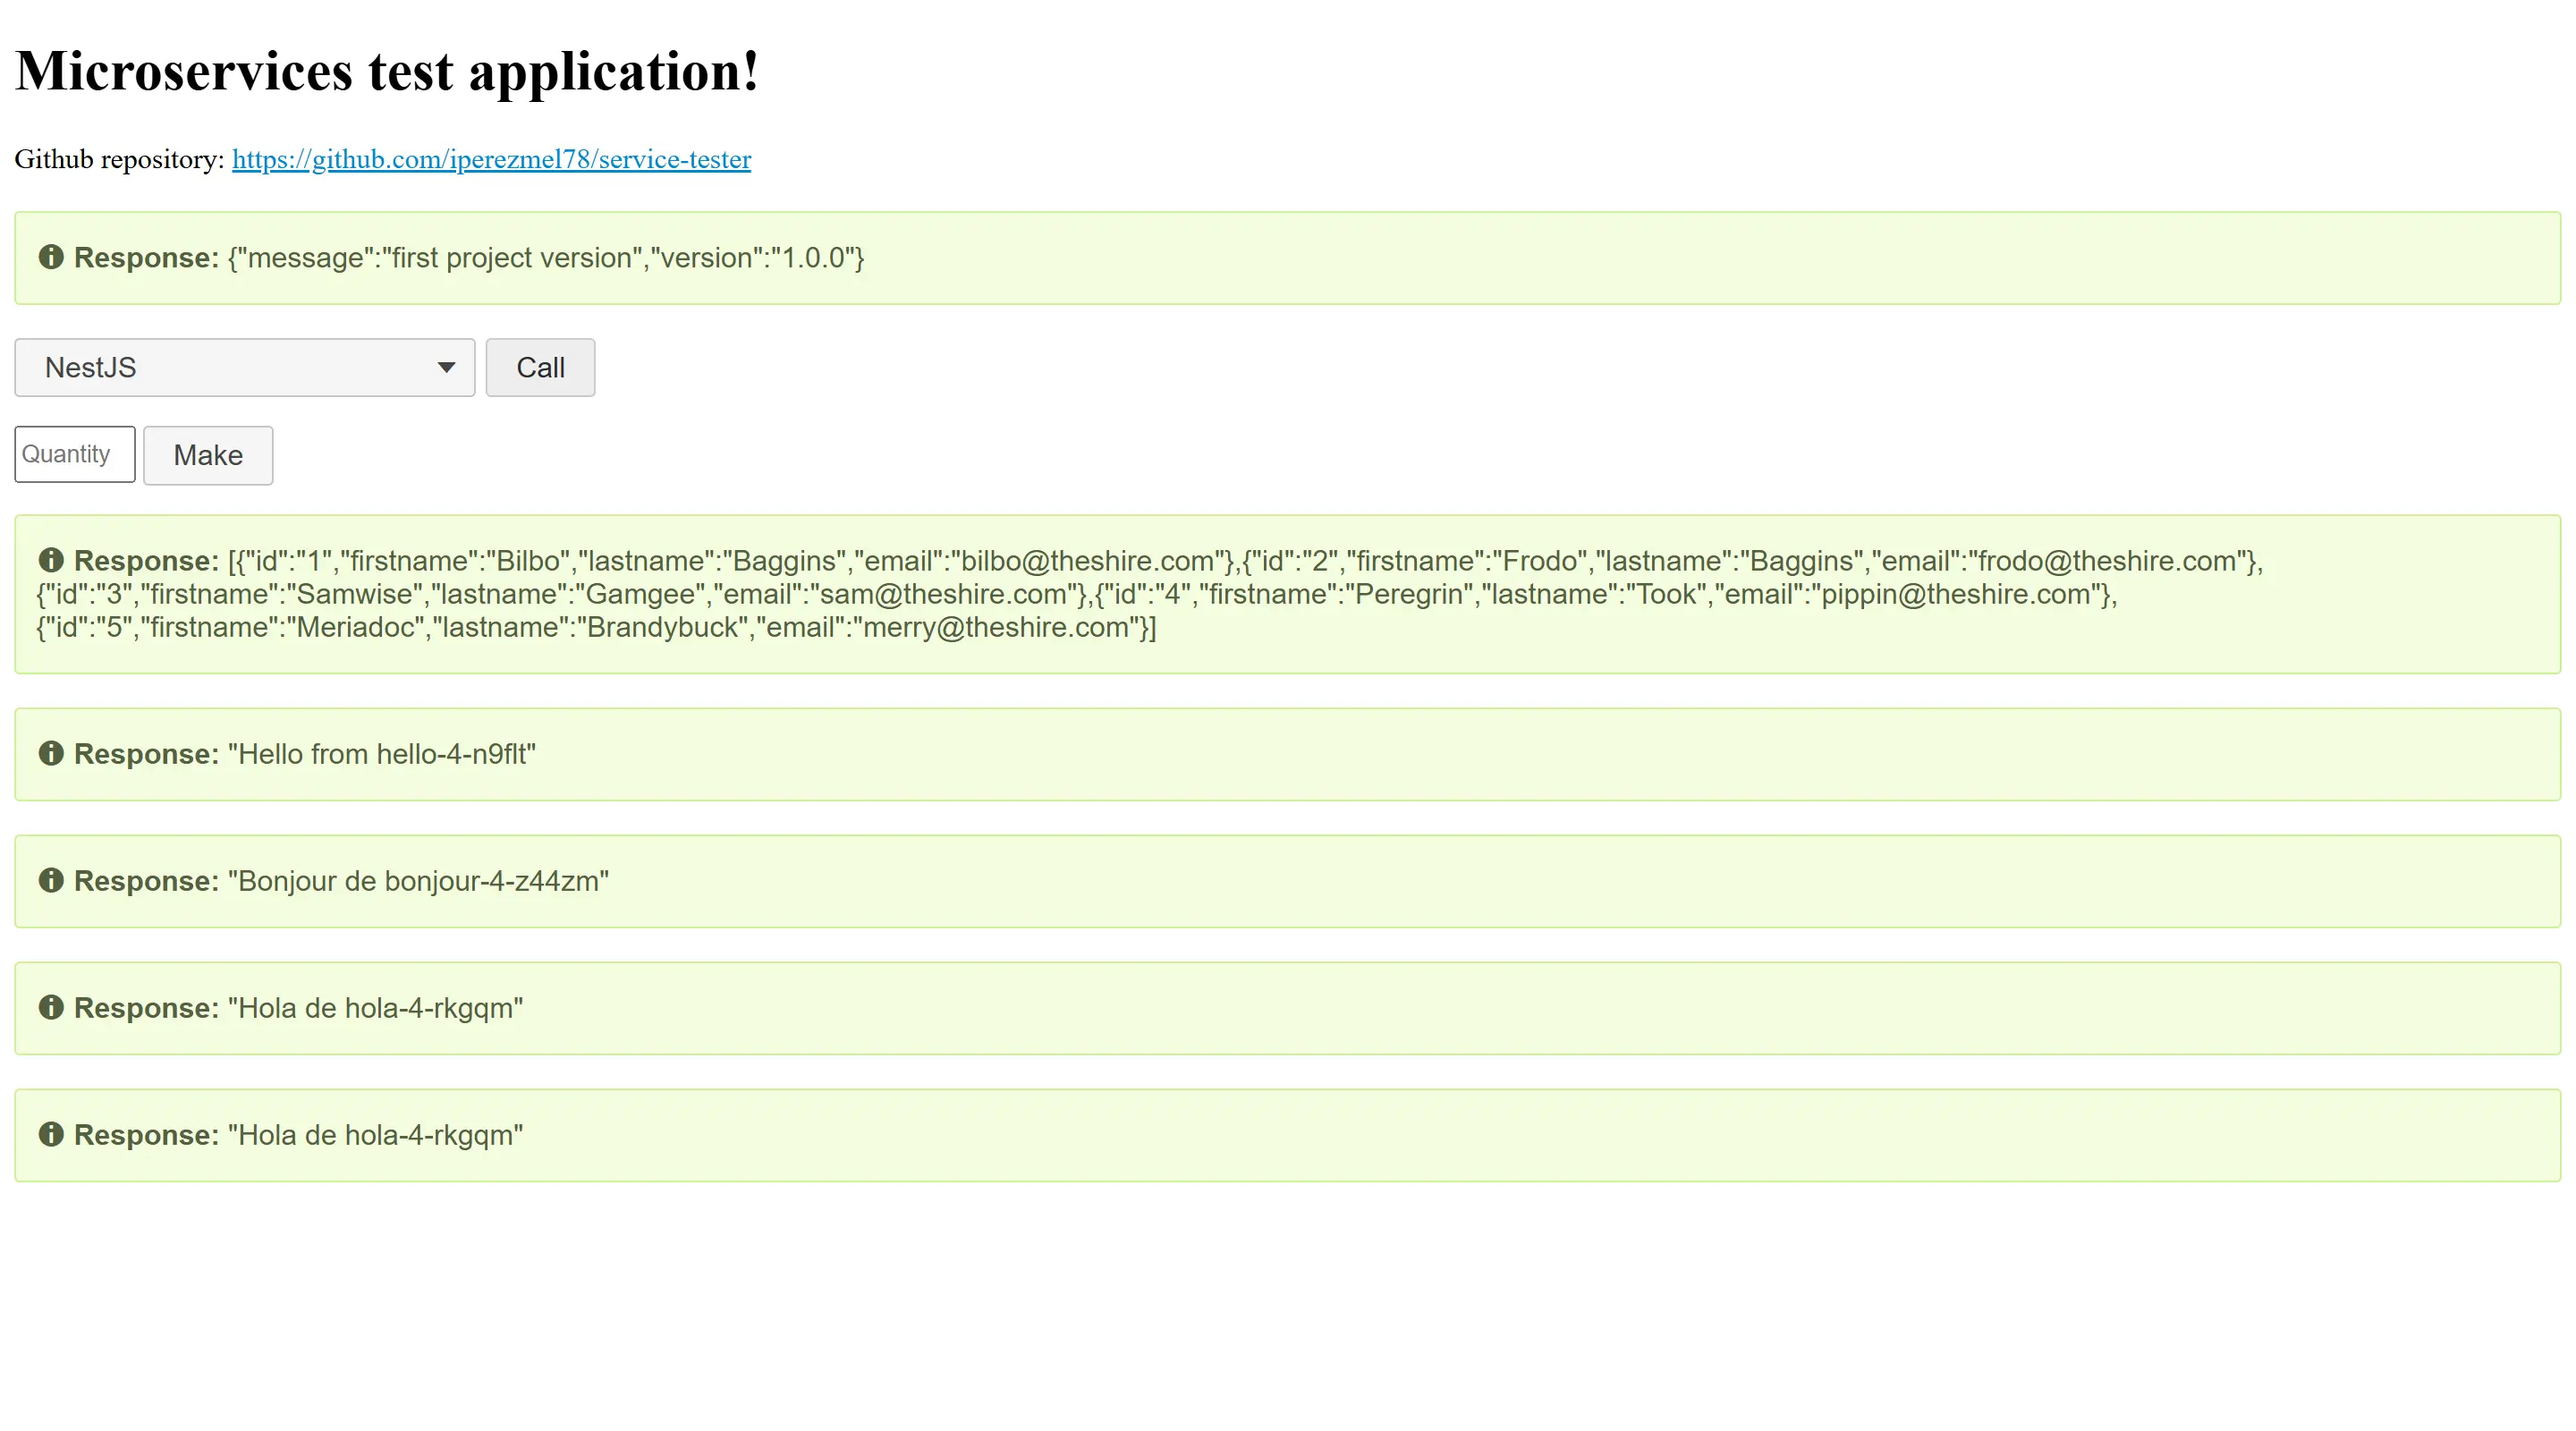 Microservices test application!
Github repository: https://github.com/iperezmel78/service-tester
Response: {"message":"first project version","version":"1.0.0"}
NestJS Call
Quantity Make
Response: [{"id":"1","firstname":"Bilbo","lastname":"Baggins","email":"bilbo@theshire.com"},{"id":"2","firstname":"Frodo","lastname":"Baggins","email":"frodo@theshire.com"},
{"id":"3","firstname":"Samwise","lastname":"Gamgee","email":"sam@theshire.com"},{"id":"4","firstname":"Peregrin","lastname":"Took","email":"pippin@theshire.com"},
{"id":"5","firstname":"Meriadoc","lastname":"Brandybuck","email":"merry@theshire.com"}]
Response: "Hello from hello-4-n9flt"
Response: "Bonjour de bonjour-4-z44zm"
Response: "Hola de hola-4-rkgqm"
Response: "Hola de hola-4-rkgqm"